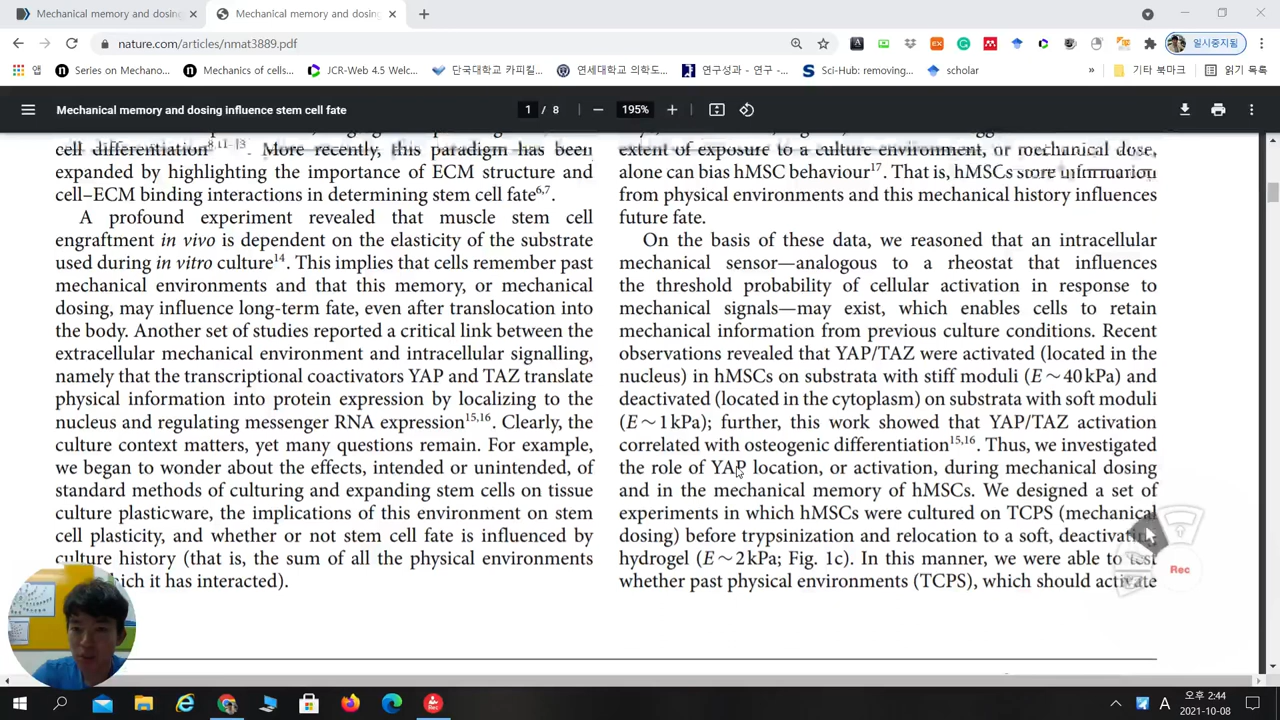 Mechanical memory and dosing
Mechanical memory and dosing
nature.com/articles/nmat3889.pdf
일시중지됨
앱
Series on Mechano...
Mechanics of cells...
JCR-Web 4.5 Welc...
단국대학교 카피킬...
연세대학교 의학도...
연구성과 - 연구 -...
Sci-Hub: removing...
scholar
»
기타 북마크
읽기 목록
Mechanical memory and dosing influence stem cell fate
1 / 8
195%
cell differentiation8,11–13. More recently, this paradigm has been
expanded by highlighting the importance of ECM structure and
cell–ECM binding interactions in determining stem cell fate6,7.
A profound experiment revealed that muscle stem cell
engraftment in vivo is dependent on the elasticity of the substrate
used during in vitro culture14. This implies that cells remember past
mechanical environments and that this memory, or mechanical
dosing, may influence long-term fate, even after translocation into
the body. Another set of studies reported a critical link between the
extracellular mechanical environment and intracellular signalling,
namely that the transcriptional coactivators YAP and TAZ translate
physical information into protein expression by localizing to the
nucleus and regulating messenger RNA expression15,16. Clearly, the
culture context matters, yet many questions remain. For example,
we began to wonder about the effects, intended or unintended, of
standard methods of culturing and expanding stem cells on tissue
culture plasticware, the implications of this environment on stem
cell plasticity, and whether or not stem cell fate is influenced by
culture history (that is, the sum of all the physical environments
which it has interacted).
extent of exposure to a culture environment, or mechanical dose,
alone can bias hMSC behaviour17. That is, hMSCs store information
from physical environments and this mechanical history influences
future fate.
On the basis of these data, we reasoned that an intracellular
mechanical sensor—analogous to a rheostat that influences
the threshold probability of cellular activation in response to
mechanical signals—may exist, which enables cells to retain
mechanical information from previous culture conditions. Recent
observations revealed that YAP/TAZ were activated (located in the
nucleus) in hMSCs on substrata with stiff moduli (E ~ 40 kPa) and
deactivated (located in the cytoplasm) on substrata with soft moduli
(E ~ 1 kPa); further, this work showed that YAP/TAZ activation
correlated with osteogenic differentiation15,16. Thus, we investigated
the role of YAP location, or activation, during mechanical dosing
and in the mechanical memory of hMSCs. We designed a set of
experiments in which hMSCs were cultured on TCPS (mechanical
dosing) before trypsinization and relocation to a soft, deactivating
hydrogel (E ~ 2 kPa; Fig. 1c). In this manner, we were able to test
whether past physical environments (TCPS), which should activate
Rec
A
오후 2:44
2021-10-08